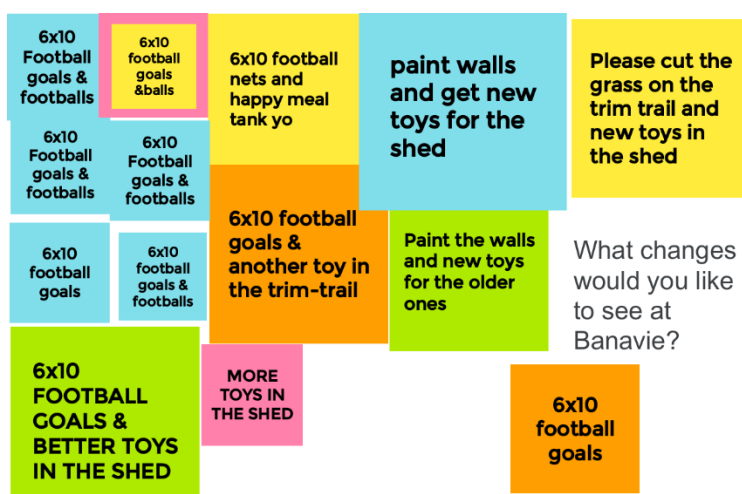 6x10
Football
goals &
footballs
6x10
football
goals
&balls
6x10 football
nets and
happy meal
tank yo
paint walls
and get new
toys for the
shed
Please cut the
grass on the
trim trail and
new toys in
the shed
6x10
Football
goals &
footballs
6x10
Football
goals &
footballs
6x10 football
goals &
another toy in
the trim-trail
Paint the walls
and new toys
for the older
ones
What changes
would you like
to see at
Banavie?
6x10
football
goals
6x10
football
goals &
footballs
6x10
FOOTBALL
GOALS &
BETTER TOYS
IN THE SHED
MORE
TOYS IN
THE SHED
6x10
football
goals